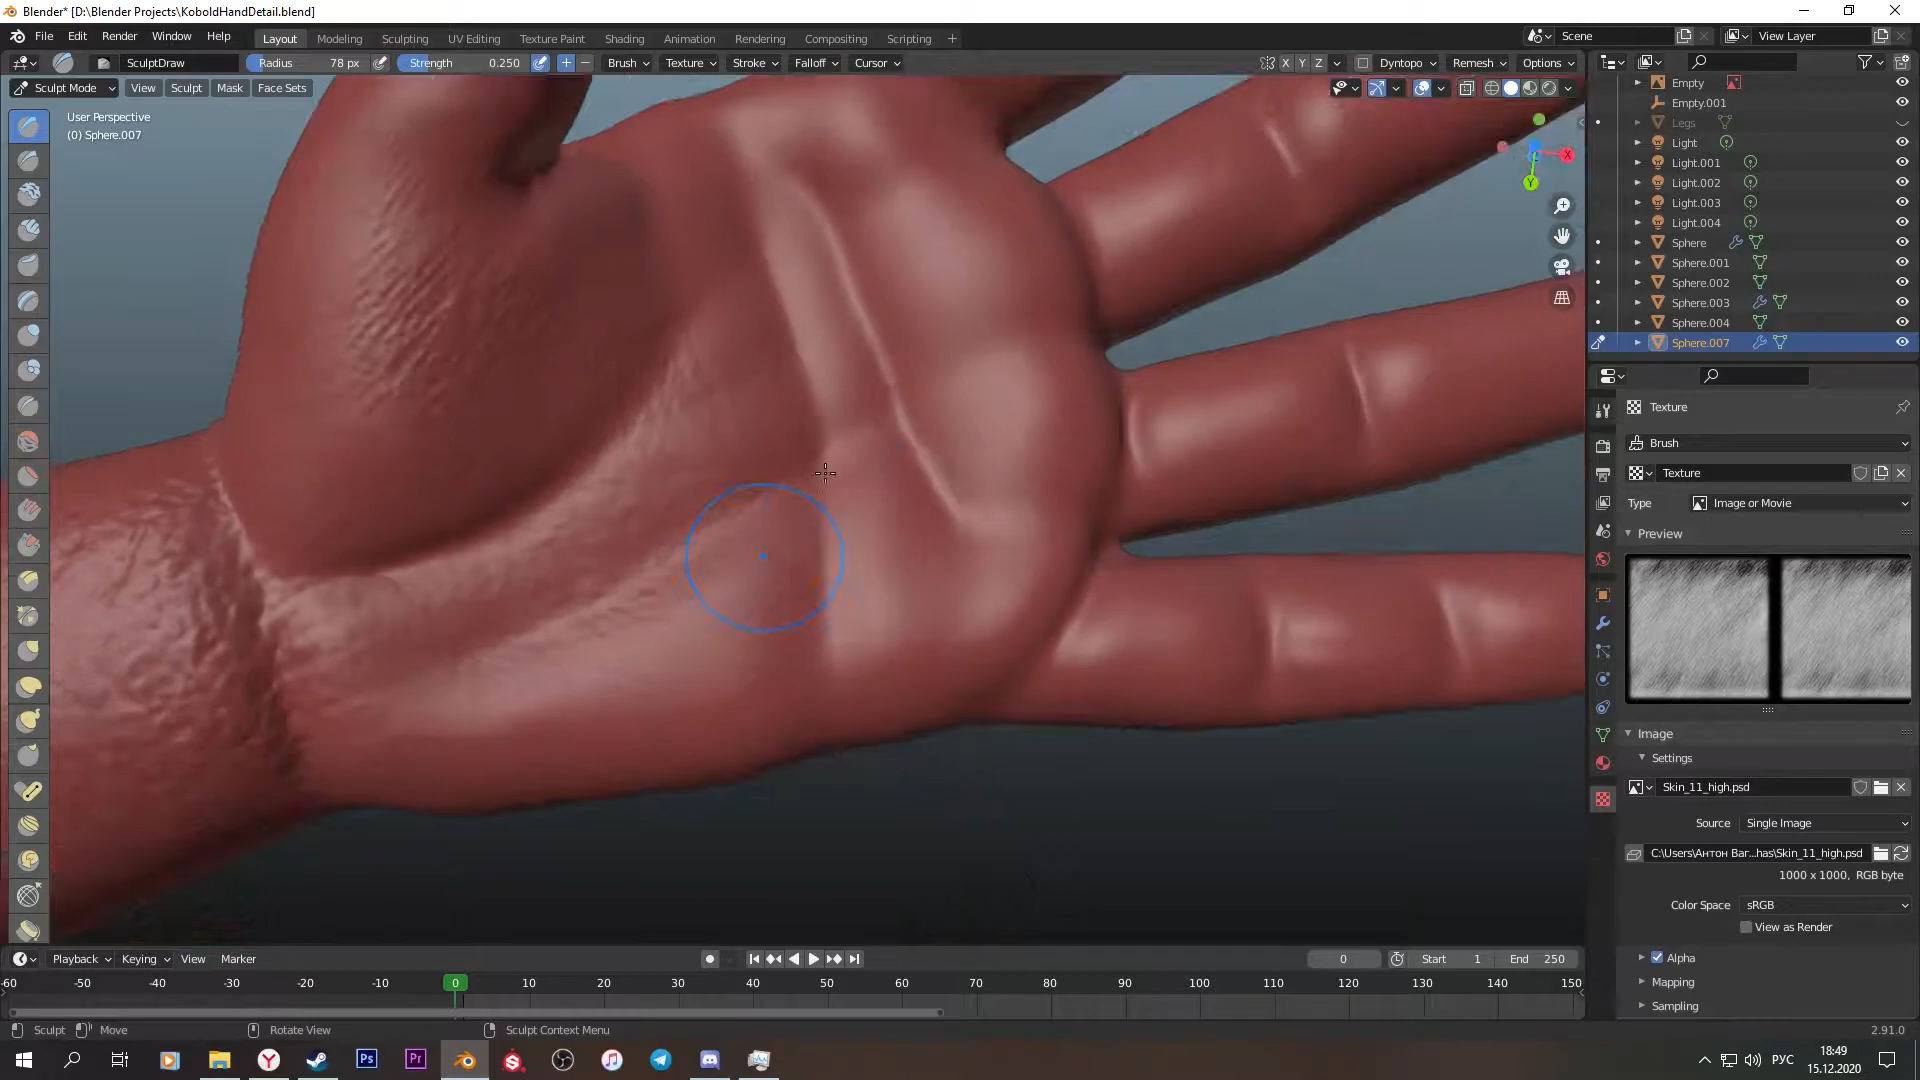 Blender* [D:\Blender Projects\KoboldHandDetail.blend]
File Edit Render Window Help Layout Modeling Sculpting UV Editing Texture Paint Shading Animation Rendering Compositing Scripting + Scene View Layer
SculptDraw Radius 78 px Strength 0.250 + − Brush Texture Stroke Falloff Cursor X Y Z Dyntopo Remesh Options
Sculpt Mode View Sculpt Mask Face Sets
User Perspective
(0) Sphere.007
X
Y
Empty
Empty.001
Legs
Light
Light.001
Light.002
Light.003
Light.004
Sphere
Sphere.001
Sphere.002
Sphere.003
Sphere.004
Sphere.007
Texture
Brush
Texture
Type Image or Movie
Preview
Image
Settings
Skin_11_high.psd
Source Single Image
C:\Users\Антон Ваг...has\Skin_11_high.psd
1000 x 1000, RGB byte
Color Space sRGB
View as Render
Alpha
Mapping
Sampling
Playback Keying View Marker 0 Start 1 End 250
-60 -50 -40 -30 -20 -10 0 10 20 30 40 50 60 70 80 90 100 110 120 130 140 150
Sculpt Move Rotate View Sculpt Context Menu 2.91.0
Ps Pr РУС 18:49
15.12.2020